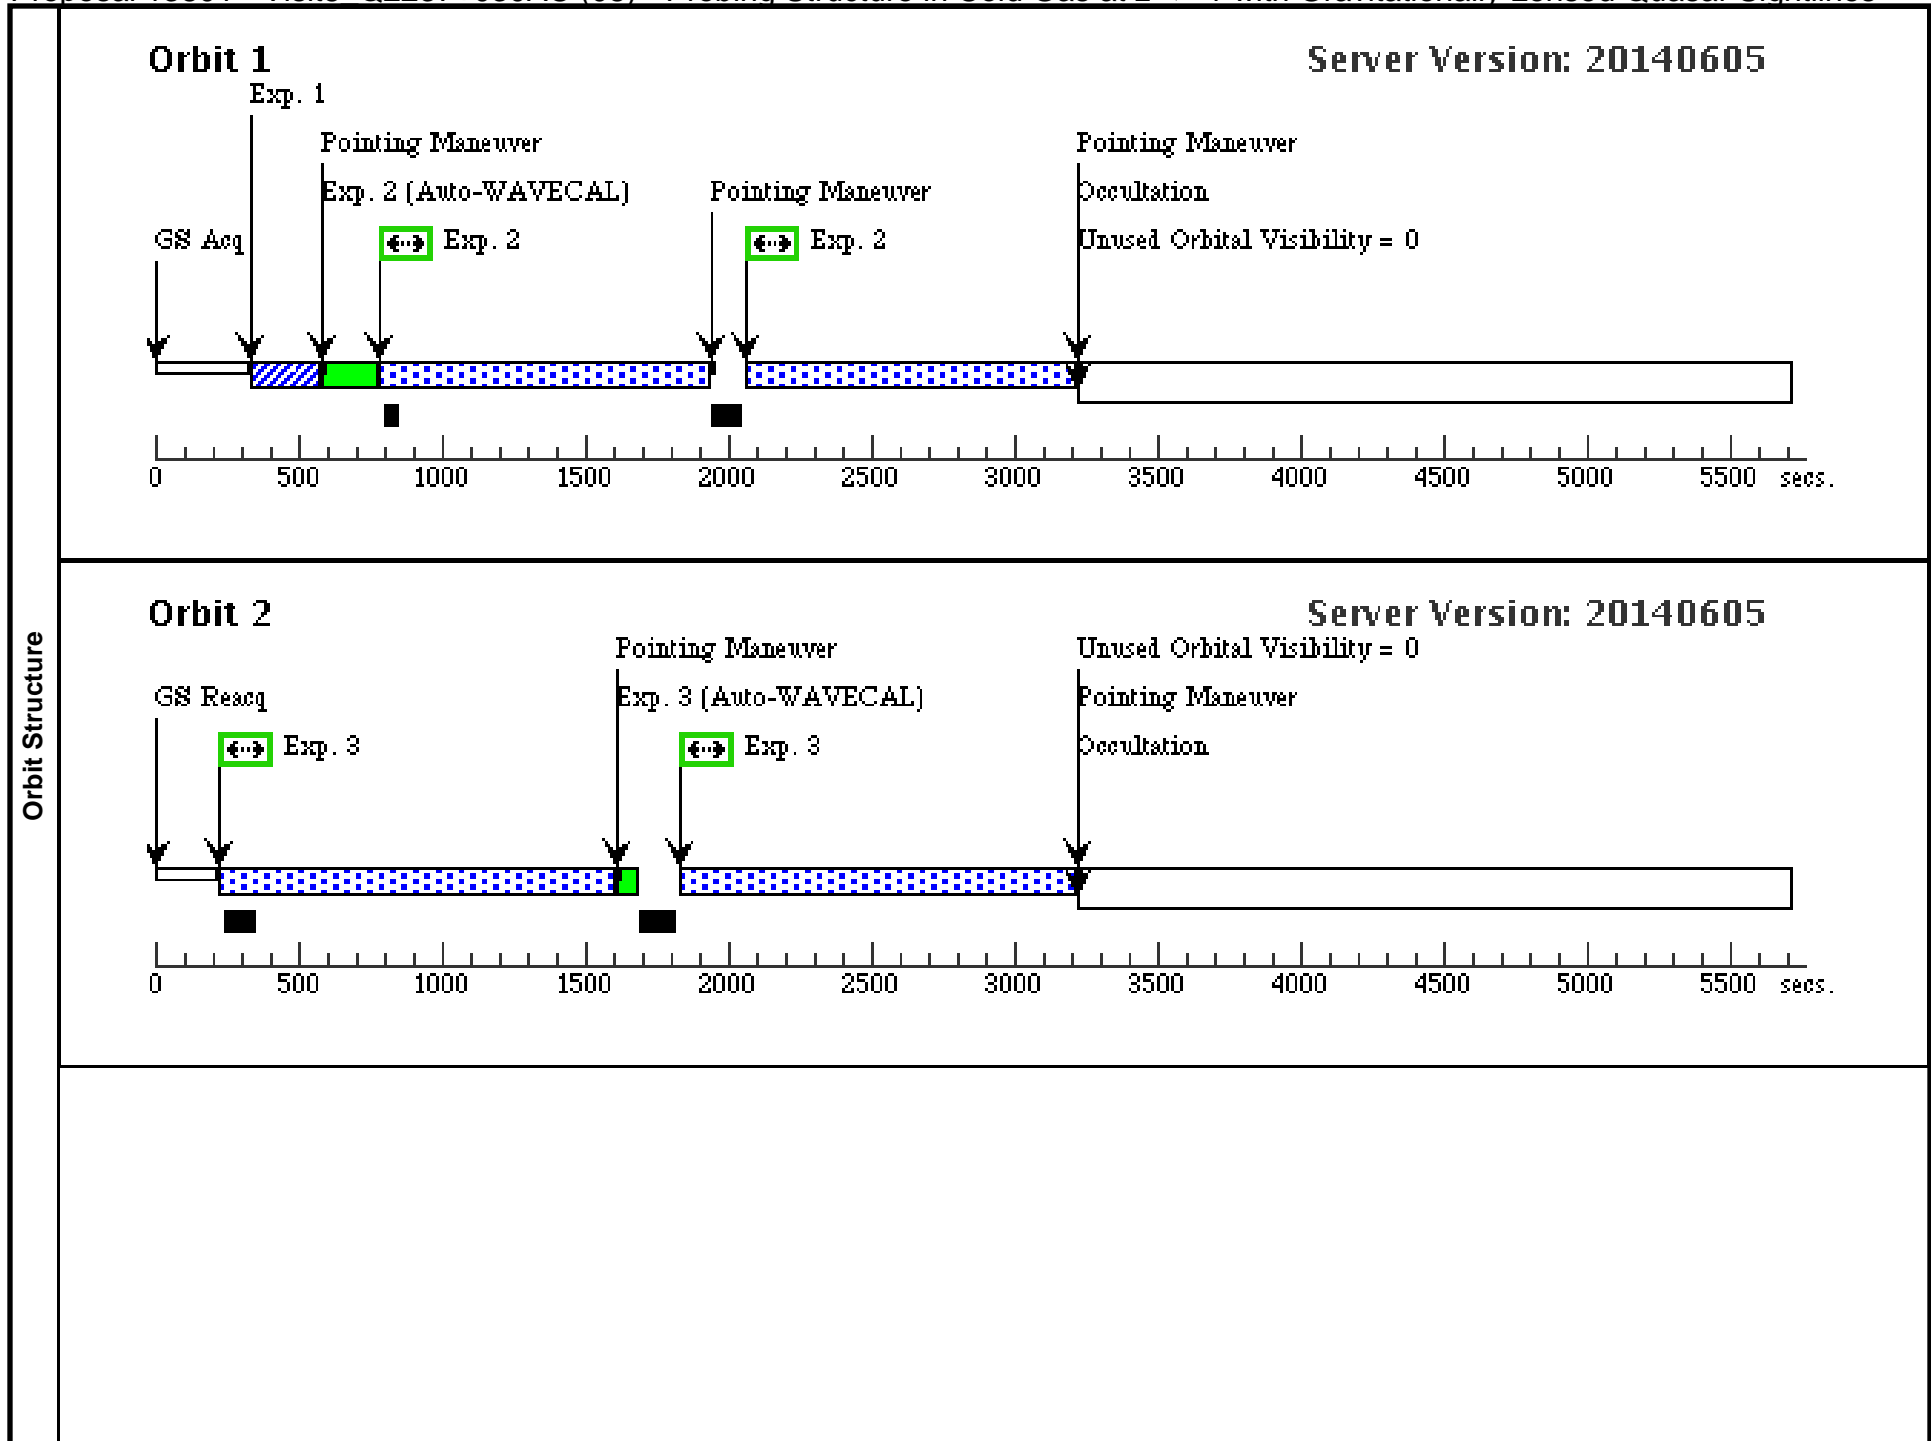 Orbit Structure
Orbit 1
Server Version: 20140605
Exp. 1
Pointing Maneuver
Pointing Maneuver
Exp. 2 (Auto-WAVECAL)
Pointing Maneuver
Occultation
GS Acq
Exp. 2
Exp. 2
Unused Orbital Visibility = 0
0 500 1000 1500 2000 2500 3000 3500 4000 4500 5000 5500 secs.
Orbit 2
Server Version: 20140605
Pointing Maneuver
Unused Orbital Visibility = 0
GS Reacq
Exp. 3 (Auto-WAVECAL)
Pointing Maneuver
Exp. 3
Exp. 3
Occultation
0 500 1000 1500 2000 2500 3000 3500 4000 4500 5000 5500 secs.